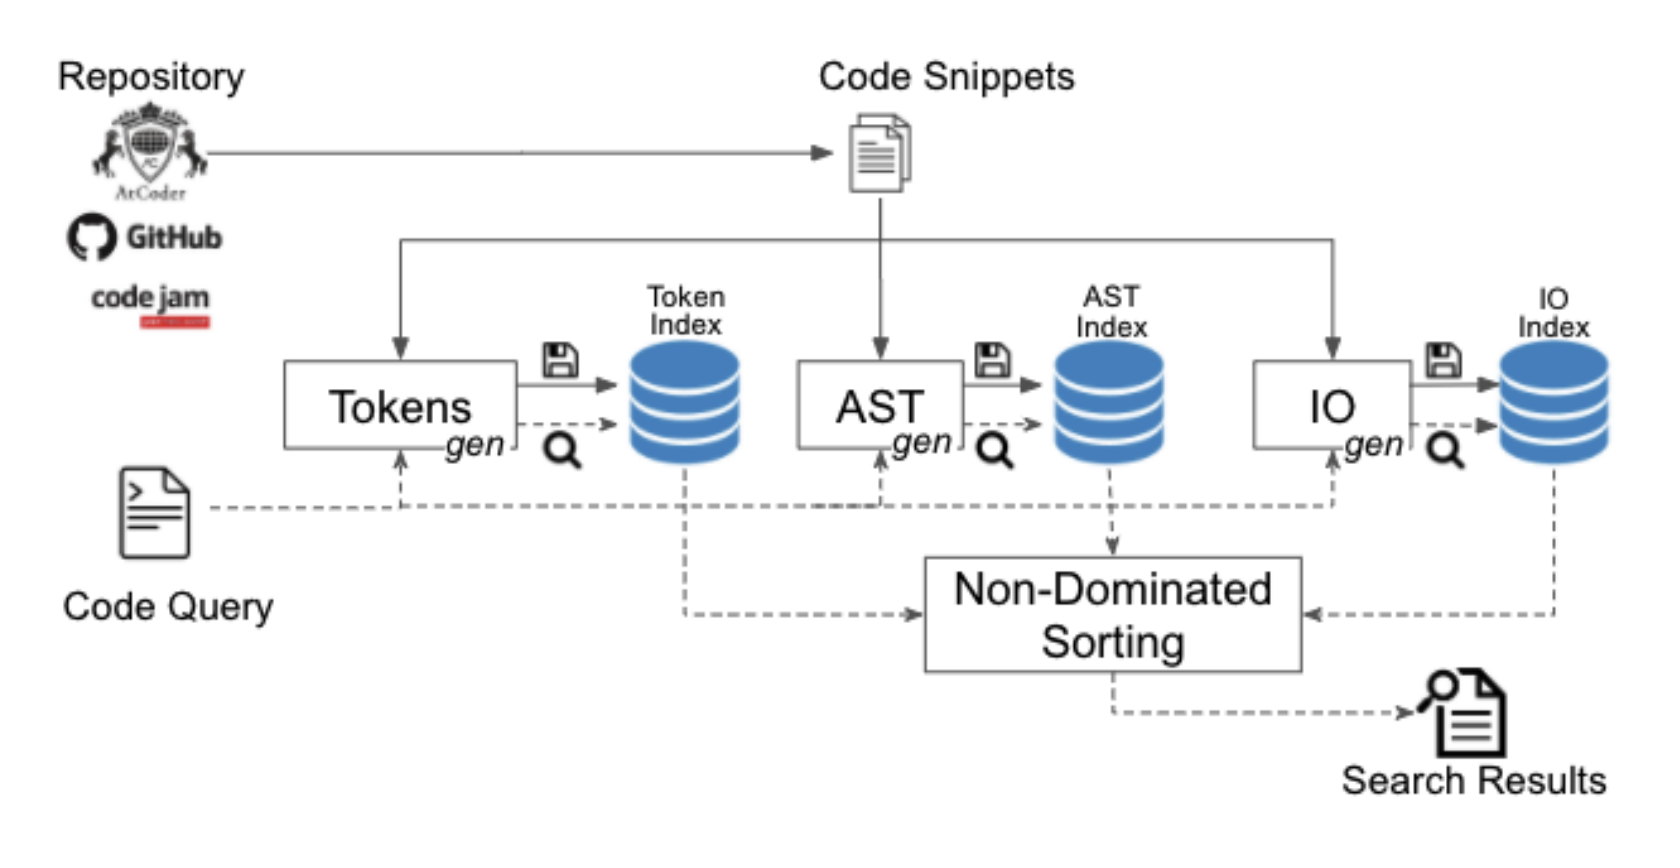 Repository
Code Snippets
AC
AtCoder
GitHub
code jam
Token
Index
AST
Index
IO
Index
Tokens
gen
AST
gen
IO
gen
Code Query
Non-Dominated
Sorting
Search Results